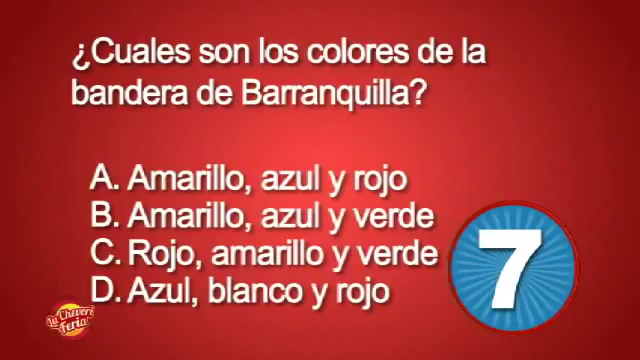 ¿Cuales son los colores de la
bandera de Barranquilla?
A. Amarillo, azul y rojo
B. Amarillo, azul y verde
C. Rojo, amarillo y verde
D. Azul, blanco y rojo
7
La Chévere
Feria